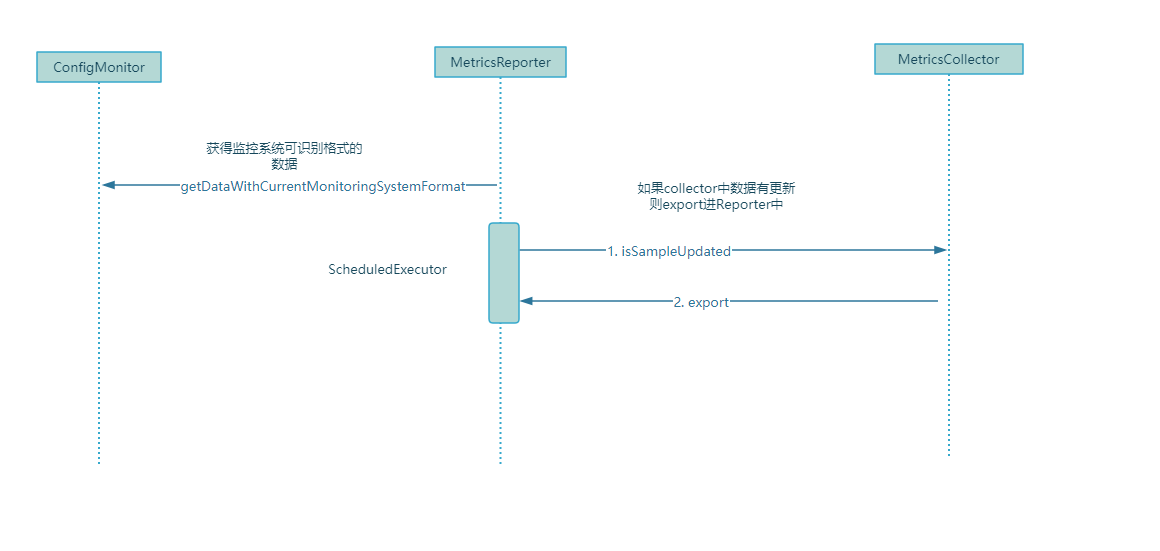 ConfigMonitor
MetricsReporter
MetricsCollector
获得监控系统可识别格式的
数据
getDataWithCurrentMonitoringSystemFormat
如果collector中数据有更新
则export进Reporter中
1. isSampleUpdated
ScheduledExecutor
2. export